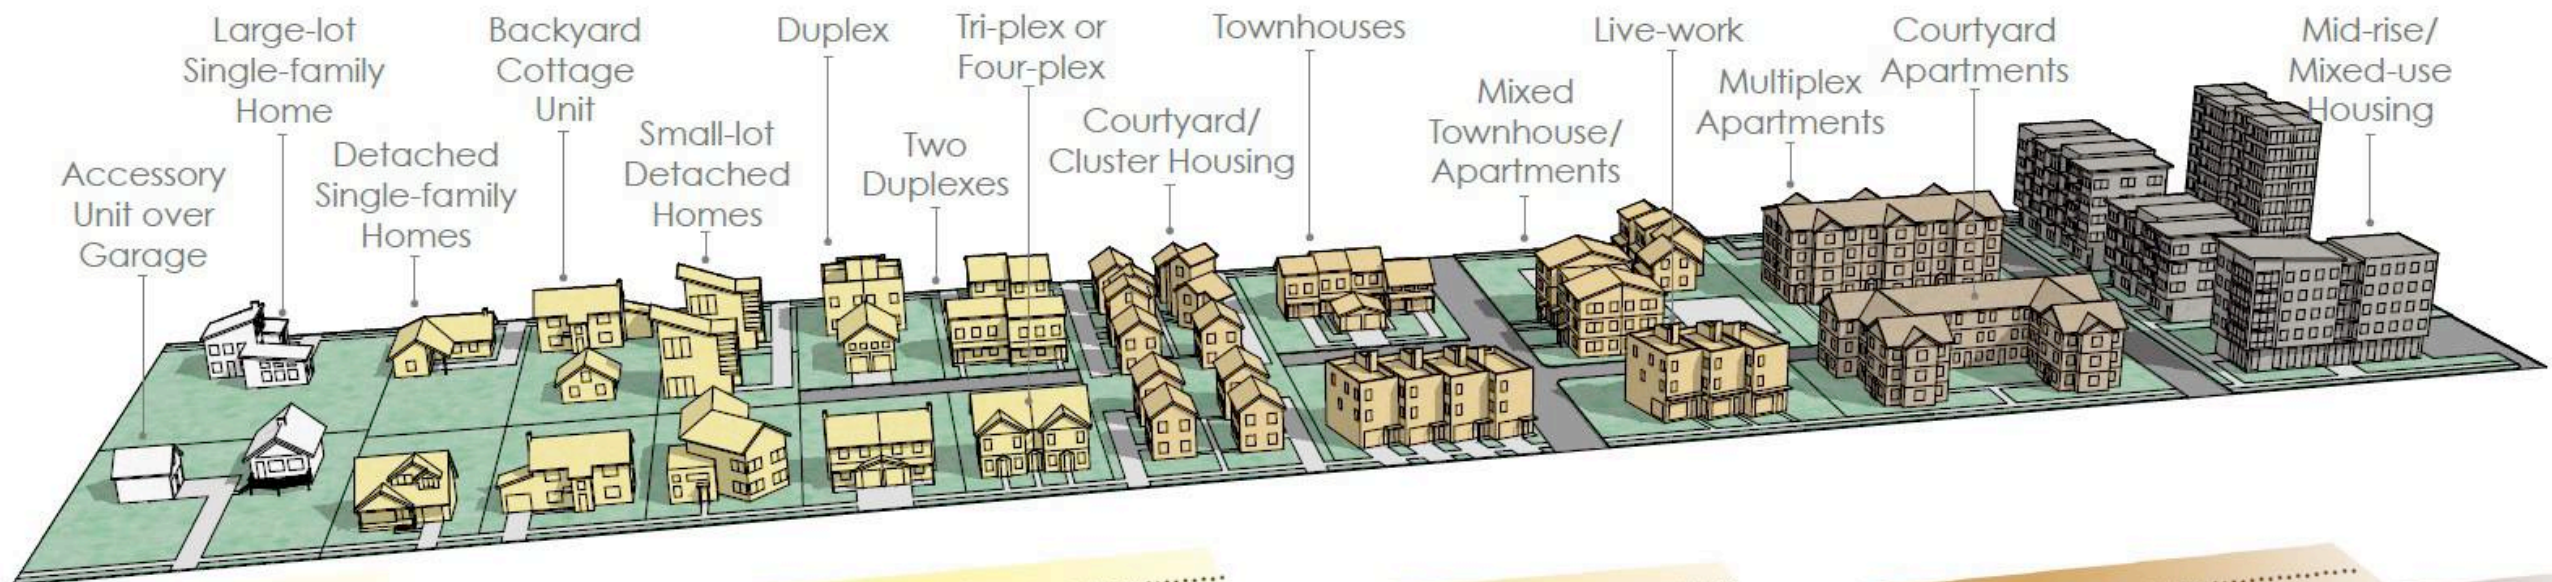 Accessory
Unit over
Garage
Large-lot
Single-family
Home
Detached
Single-family
Homes
Backyard
Cottage
Unit
Small-lot
Detached
Homes
Duplex
Two
Duplexes
Tri-plex or
Four-plex
Courtyard/
Cluster Housing
Townhouses
Mixed
Townhouse/
Apartments
Live-work
Multiplex
Apartments
Courtyard
Apartments
Mid-rise/
Mixed-use
Housing